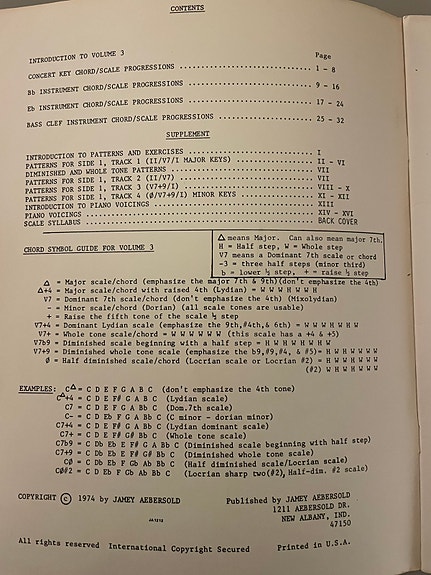 CONTENTS
Page
INTRODUCTION TO VOLUME 3
CONCERT KEY CHORD/SCALE PROGRESSIONS 1 - 8
Bb INSTRUMENT CHORD/SCALE PROGRESSIONS 9 - 16
Eb INSTRUMENT CHORD/SCALE PROGRESSIONS 17 - 24
BASS CLEF INSTRUMENT CHORD/SCALE PROGRESSIONS 25 - 32
SUPPLEMENT
INTRODUCTION TO PATTERNS AND EXERCISES I
PATTERNS FOR SIDE 1, TRACK 1 (II/V7/I MAJOR KEYS) II - VI
DIMINISHED AND WHOLE TONE PATTERNS VII
PATTERNS FOR SIDE 1, TRACK 2 (II/V7) VII
PATTERNS FOR SIDE 1, TRACK 3 (V7+9/I) VIII - X
PATTERNS FOR SIDE 1, TRACK 4 (Ø/V7+9/I) MINOR KEYS XI - XII
INTRODUCTION TO PIANO VOICINGS XIII
PIANO VOICINGS XIV - XVI
SCALE SYLLABUS BACK COVER
CHORD SYMBOL GUIDE FOR VOLUME 3
Δ means Major. Can also mean major 7th.
H = Half step, W = Whole step
V7 means a Dominant 7th scale or chord
-3 = three half steps (minor third)
b = lower ½ step, + = raise ½ step
Δ = Major scale/chord (emphasize the major 7th & 9th)(don't emphasize the 4th)
Δ+4 = Major scale/chord with raised 4th (Lydian) = W W W H W W H
V7 = Dominant 7th scale/chord (don't emphasize the 4th) (Mixolydian)
- = Minor scale/chord (Dorian) (all scale tones are usable)
+ = Raise the fifth tone of the scale ½ step
V7+4 = Dominant Lydian scale (emphasize the 9th,#4th,& 6th) = W W W H W H W
V7+ = Whole tone scale/chord = W W W W W W (this scale has a +4 & +5)
V7b9 = Diminished scale beginning with a half step = H W H W H W H W
V7+9 = Diminished whole tone scale (emphasize the b9,#9,#4, & #5) = H W H W W W W
Ø = Half diminished scale/chord (Locrian scale or Locrian #2) = H W W H W W W
(#2) W H W H W W W
EXAMPLES: CΔ = C D E F G A B C (don't emphasize the 4th tone)
CΔ+4 = C D E F# G A B C (Lydian scale)
C7 = C D E F G A Bb C (Dom.7th scale)
C- = C D Eb F G A Bb C (C minor - dorian minor)
C7+4 = C D E F# G A Bb C (Lydian dominant scale)
C7+ = C D E F# G# Bb C (Whole tone scale)
C7b9 = C Db Eb E F# G A Bb C (Diminished scale beginning with half step)
C7+9 = C Db Eb E F# G# Bb C (Diminished whole tone scale)
CØ = C Db Eb F Gb Ab Bb C (Half diminished scale/Locrian scale)
CØ#2 = C D Eb F Gb Ab Bb C (Locrian sharp two(#2), Half-dim. #2 scale)
COPYRIGHT © 1974 by JAMEY AEBERSOLD
Published by JAMEY AEBERSOLD
1211 AEBERSOLD DR.
NEW ALBANY, IND.
47150
All rights reserved International Copyright Secured Printed in U.S.A.